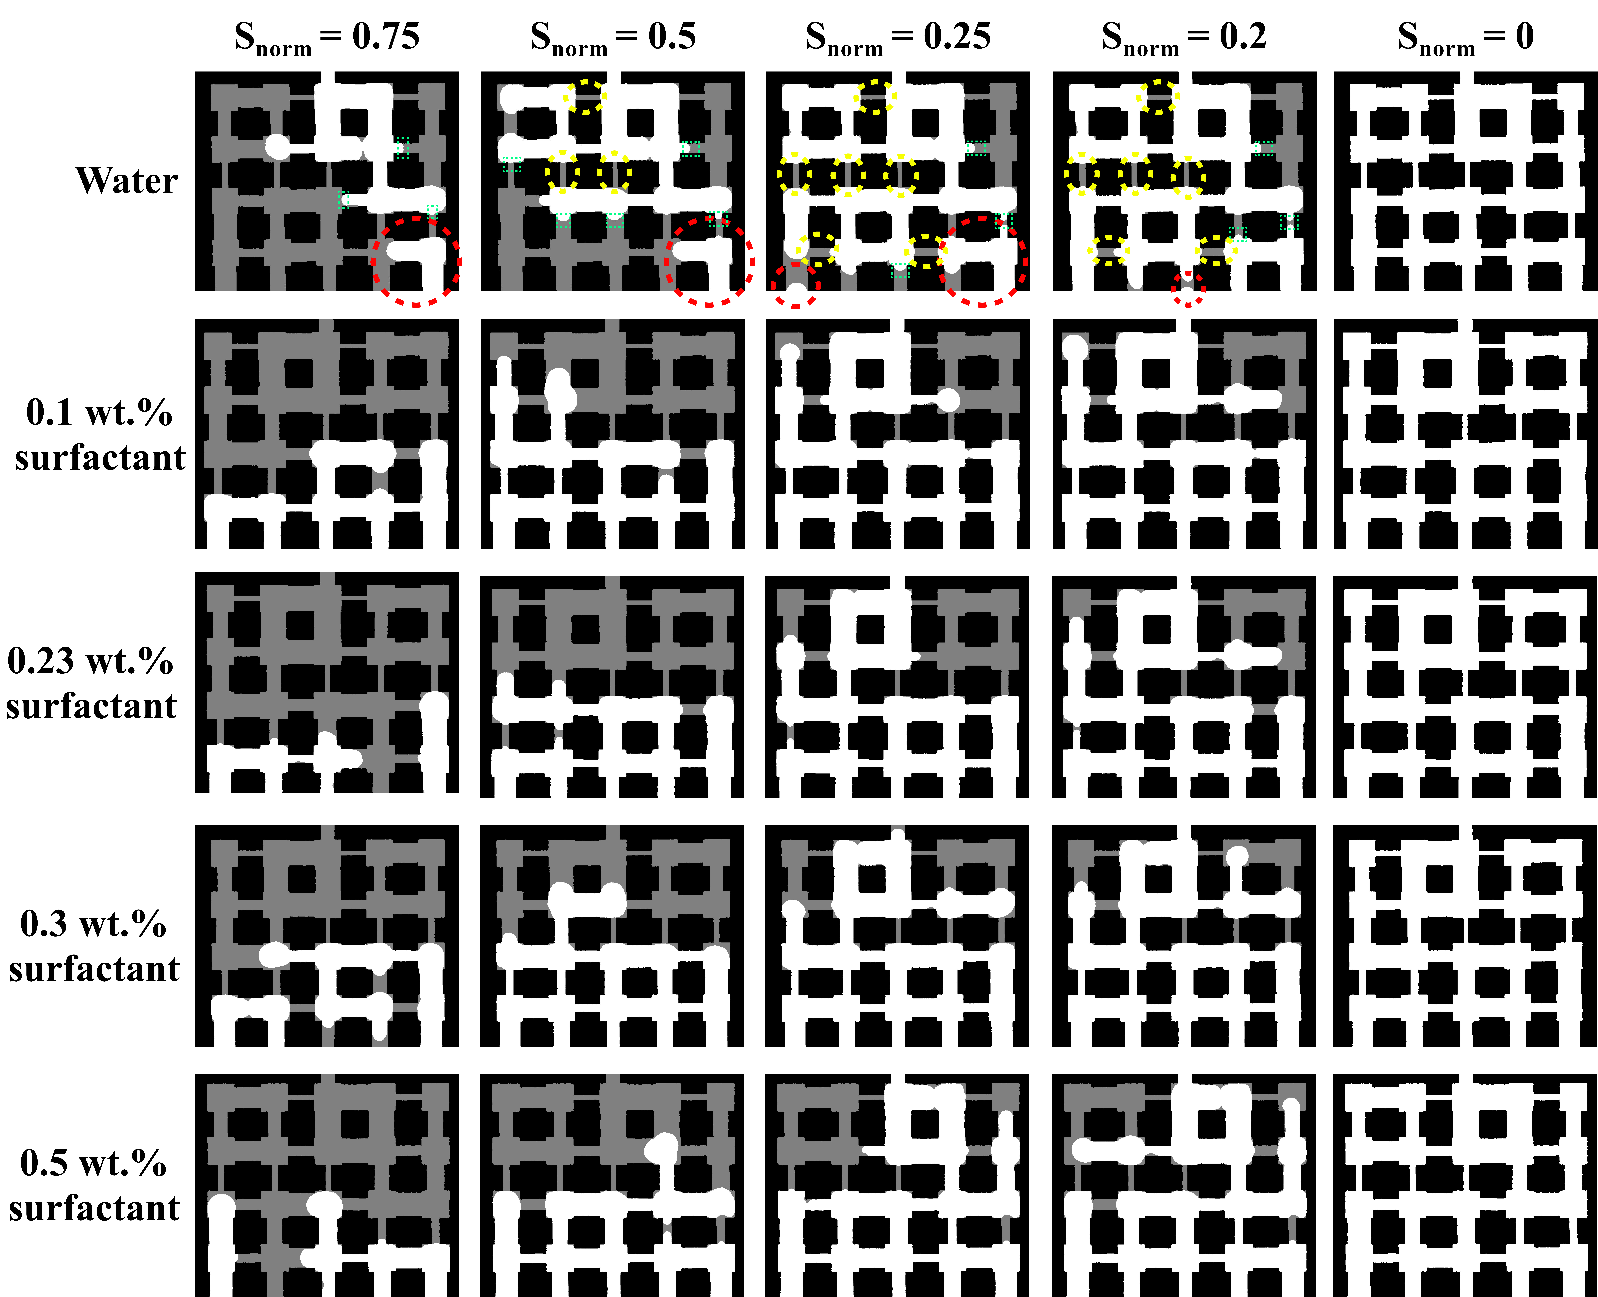 Snorm = 0.75 Snorm = 0.5 Snorm = 0.25 Snorm = 0.2 Snorm = 0
Water
0.1 wt.%
surfactant
0.23 wt.%
surfactant
0.3 wt.%
surfactant
0.5 wt.%
surfactant